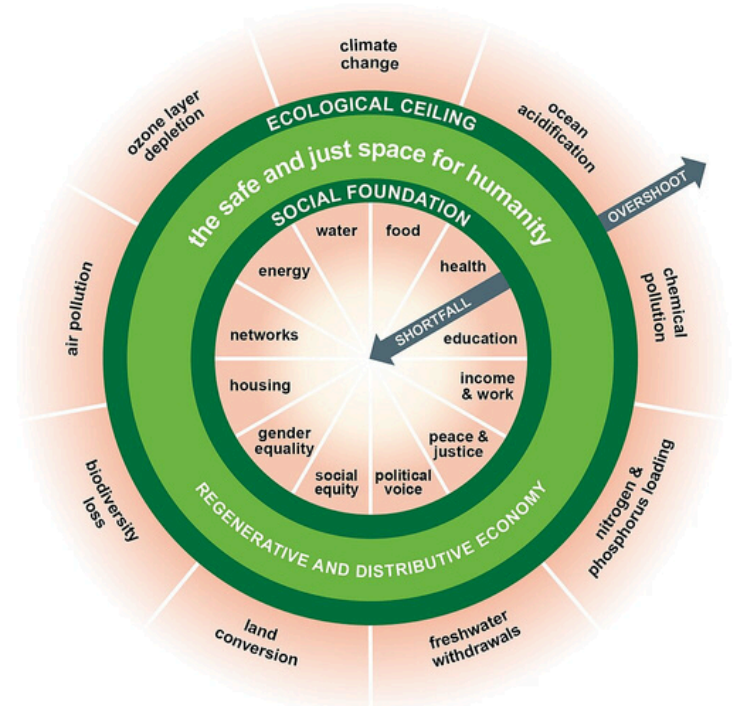 climate
change
ocean
acidification
chemical
pollution
nitrogen &
phosphorus loading
freshwater
withdrawals
land
conversion
biodiversity
loss
air pollution
ozone layer
depletion
OVERSHOOT
ECOLOGICAL CEILING
the safe and just space for humanity
SOCIAL FOUNDATION
water
food
health
SHORTFALL
education
income
& work
peace &
justice
political
voice
social
equity
gender
equality
housing
networks
energy
REGENERATIVE AND DISTRIBUTIVE ECONOMY